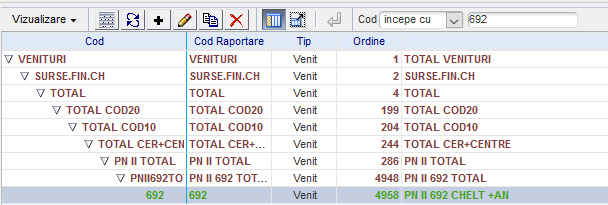 Vizualizare Cod incepe cu 692
Cod Cod Raportare Tip Ordine
VENITURI VENITURI Venit 1 TOTAL VENITURI
SURSE.FIN.CH SURSE.FIN.CH Venit 2 SURSE.FIN.CH
TOTAL TOTAL Venit 4 TOTAL
TOTAL COD20 TOTAL COD20 Venit 199 TOTAL COD20
TOTAL COD10 TOTAL COD10 Venit 204 TOTAL COD10
TOTAL CER+CEN TOTAL CER+... Venit 244 TOTAL CER+CENTRE
PN II TOTAL PN II TOTAL Venit 286 PN II TOTAL
PNII692TO PN II 692 TOT... Venit 4948 PN II 692 TOTAL
692 692 Venit 4958 PN II 692 CHELT +AN